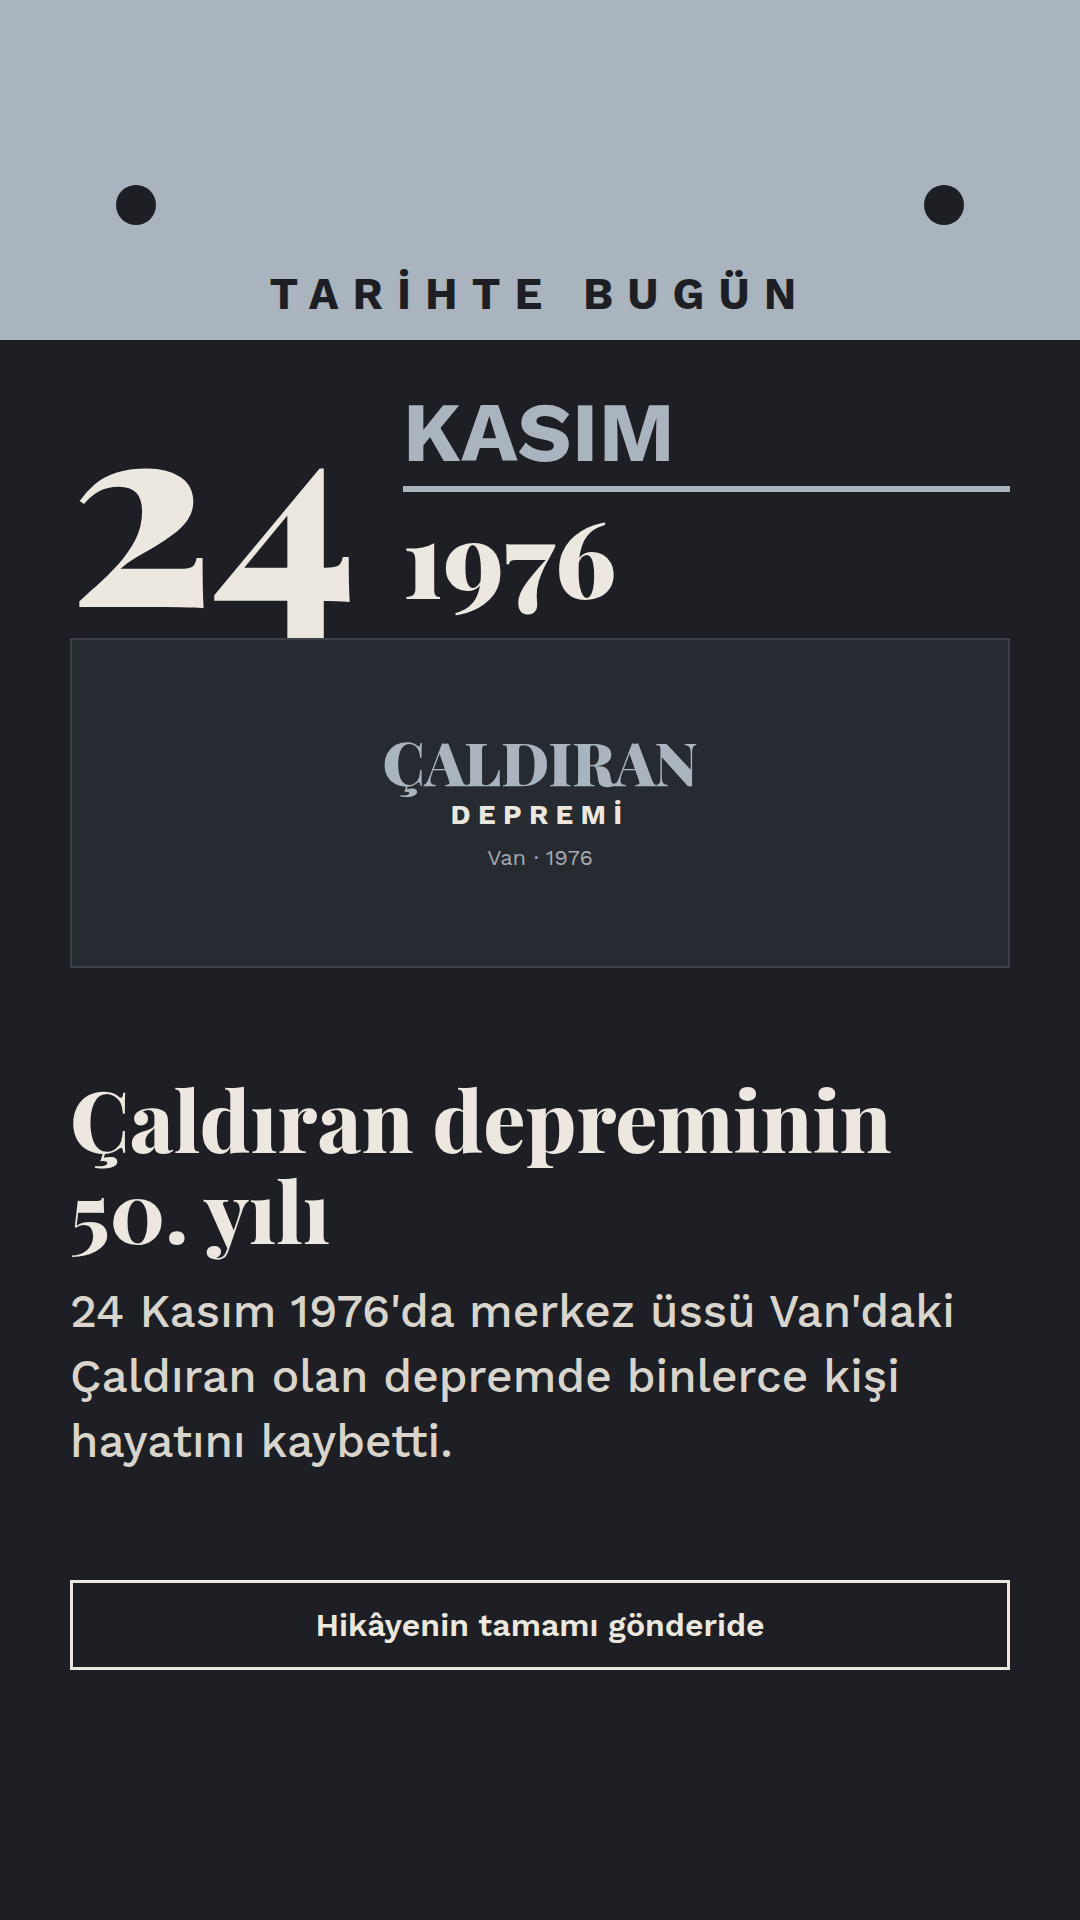 TARİHTE BUGÜN
24
KASIM
1976
ÇALDIRAN
DEPREMİ
Van · 1976
Çaldıran depreminin
50. yılı
24 Kasım 1976'da merkez üssü Van'daki
Çaldıran olan depremde binlerce kişi
hayatını kaybetti.
Hikâyenin tamamı gönderide